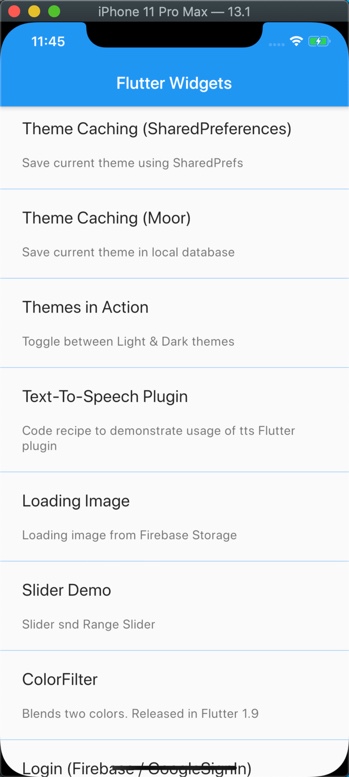 iPhone 11 Pro Max — 13.1
11:45
Flutter Widgets
Theme Caching (SharedPreferences)
Save current theme using SharedPrefs
Theme Caching (Moor)
Save current theme in local database
Themes in Action
Toggle between Light & Dark themes
Text-To-Speech Plugin
Code recipe to demonstrate usage of tts Flutter
plugin
Loading Image
Loading image from Firebase Storage
Slider Demo
Slider snd Range Slider
ColorFilter
Blends two colors. Released in Flutter 1.9
Login (Firebase / GoogleSignIn)